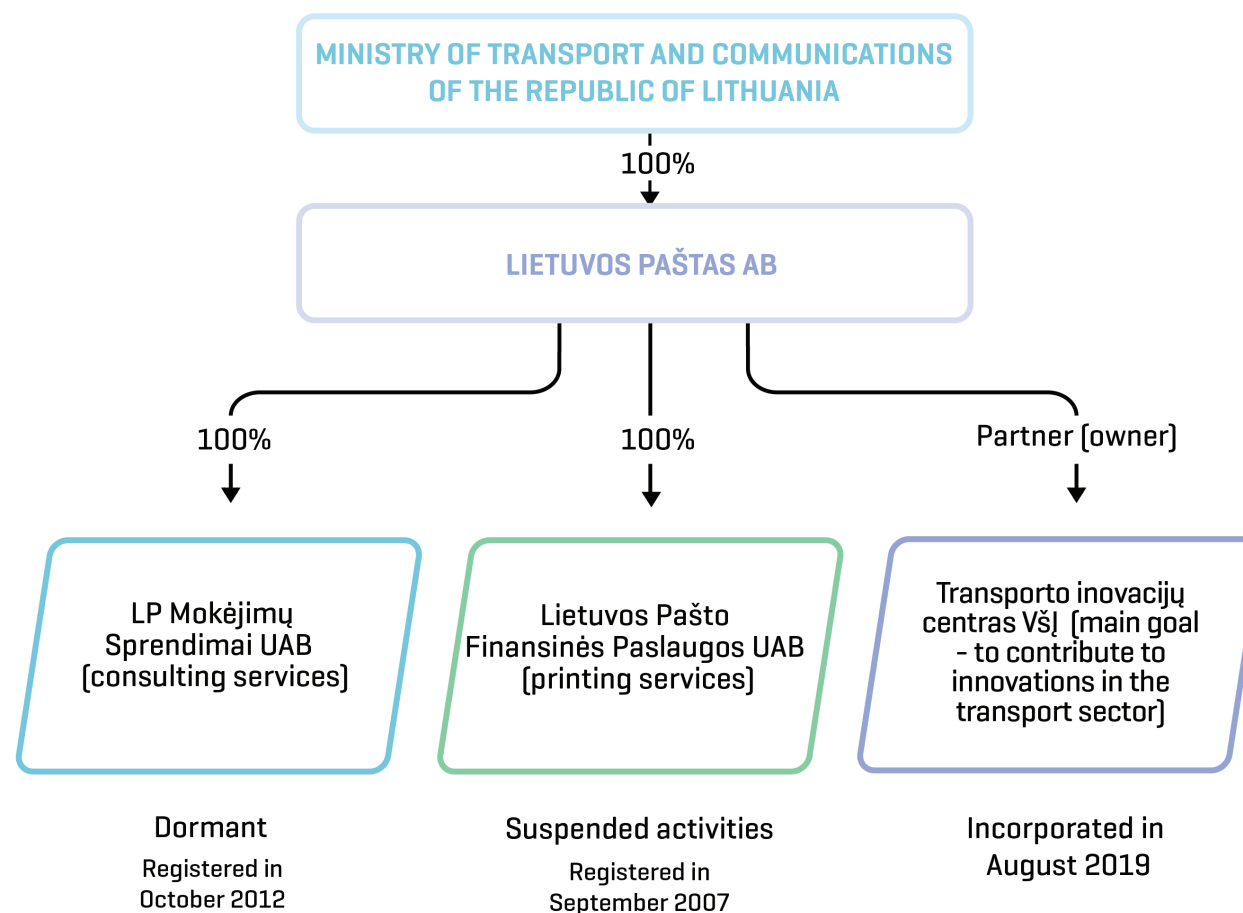 MINISTRY OF TRANSPORT AND COMMUNICATIONS
OF THE REPUBLIC OF LITHUANIA
100%
LIETUVOS PAŠTAS AB
100%
100%
Partner (owner)
LP Mokėjimų
Sprendimai UAB
(consulting services)
Lietuvos Pašto
Finansinės Paslaugos UAB
(printing services)
Transporto inovacijų
centras VšĮ (main goal
- to contribute to
innovations in the
transport sector)
Dormant
Registered in
October 2012
Suspended activities
Registered in
September 2007
Incorporated in
August 2019